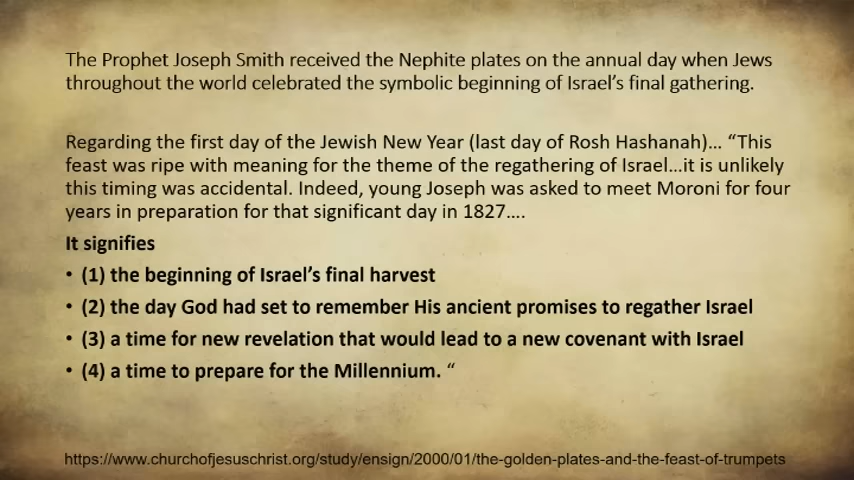 The Prophet Joseph Smith received the Nephite plates on the annual day when Jews
throughout the world celebrated the symbolic beginning of Israel's final gathering.
Regarding the first day of the Jewish New Year (last day of Rosh Hashanah)... “This
feast was ripe with meaning for the theme of the regathering of Israel...it is unlikely
this timing was accidental. Indeed, young Joseph was asked to meet Moroni for four
years in preparation for that significant day in 1827....
It signifies
• (1) the beginning of Israel's final harvest
• (2) the day God had set to remember His ancient promises to regather Israel
• (3) a time for new revelation that would lead to a new covenant with Israel
• (4) a time to prepare for the Millennium. “
https://www.churchofjesuschrist.org/study/ensign/2000/01/the-golden-plates-and-the-feast-of-trumpets